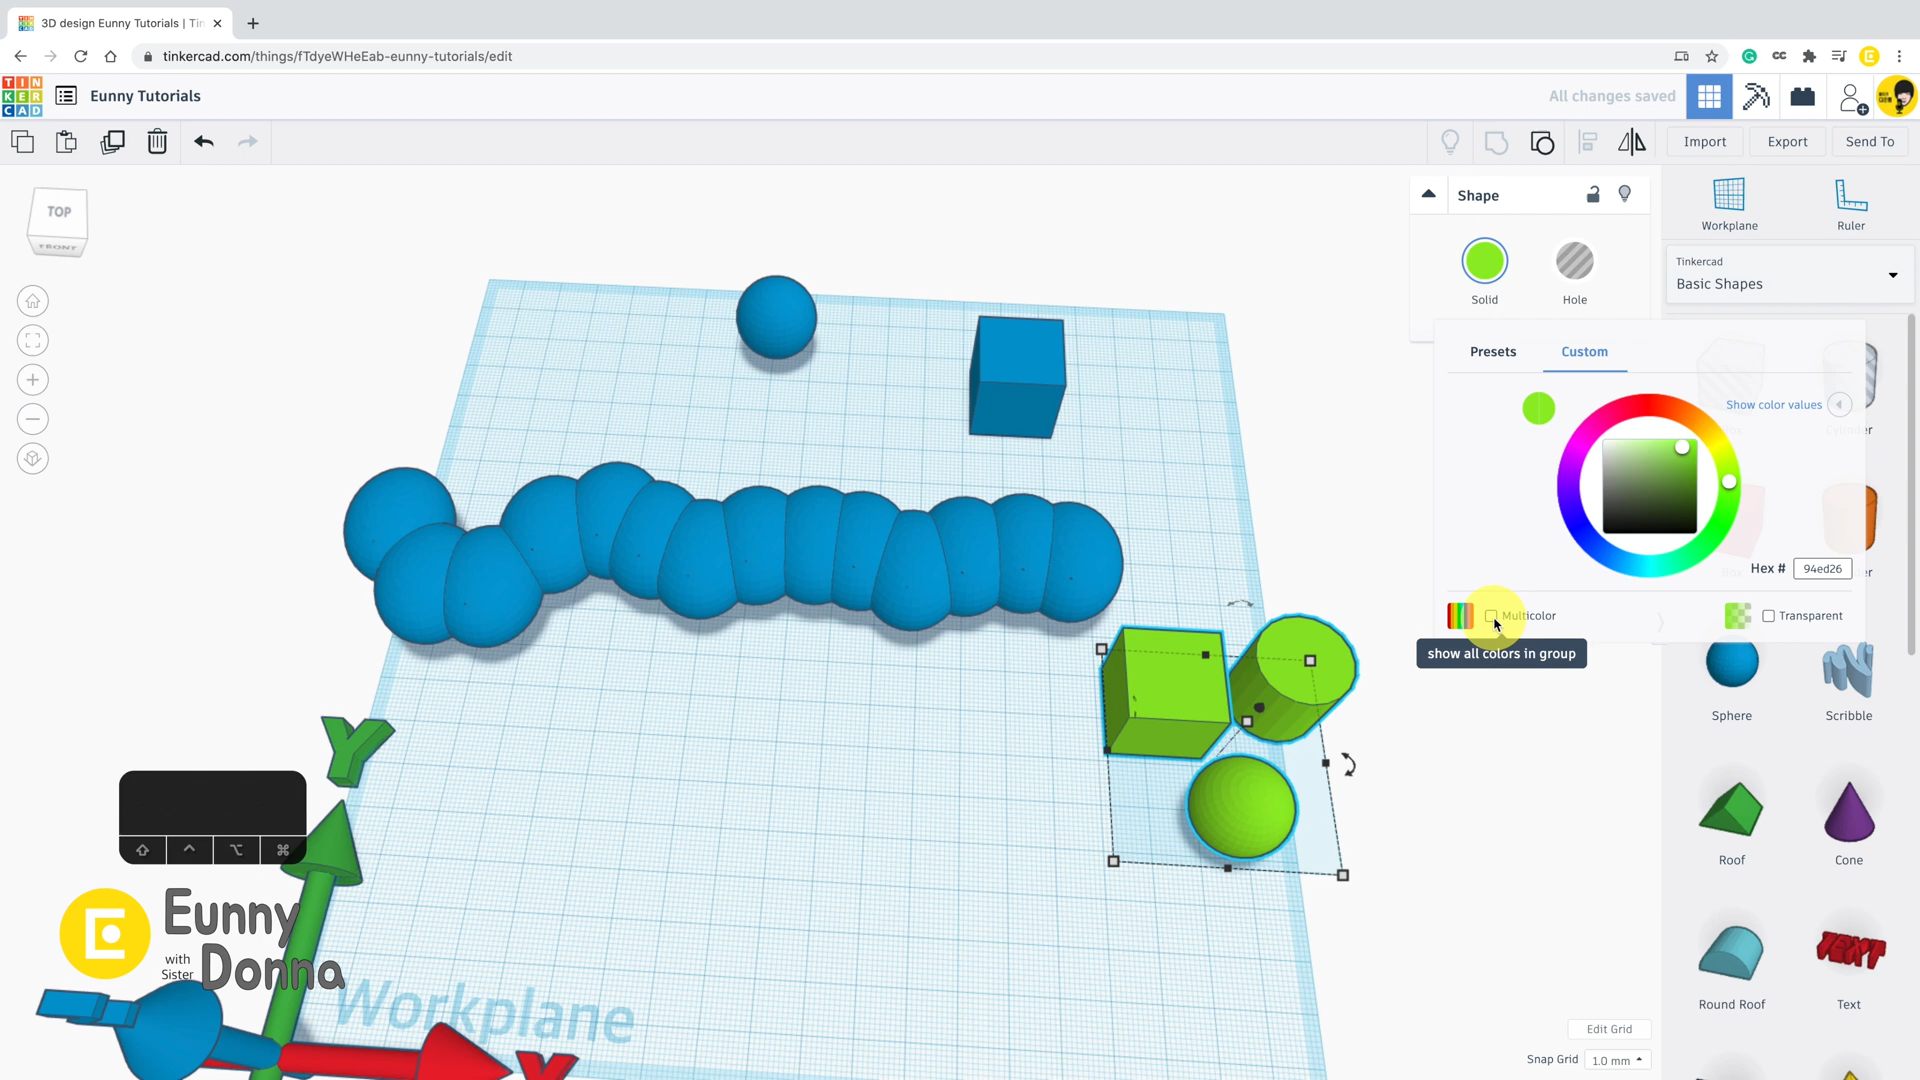 3D design Eunny Tutorials | Tin
tinkercad.com/things/fTdyeWHeEab-eunny-tutorials/edit
CC
TIN
KER
CAD
Eunny Tutorials
All changes saved
Import
Export
Send To
TOP
FRONT
Shape
Solid
Hole
Workplane
Ruler
Tinkercad
Basic Shapes
Presets
Custom
Show color values
Hex #
94ed26
Multicolor
Transparent
show all colors in group
Sphere
Scribble
Roof
Cone
Round Roof
TEXT
Text
Y
Eunny
with
Sister
Donna
Workplane
X
Edit Grid
Snap Grid
1.0 mm